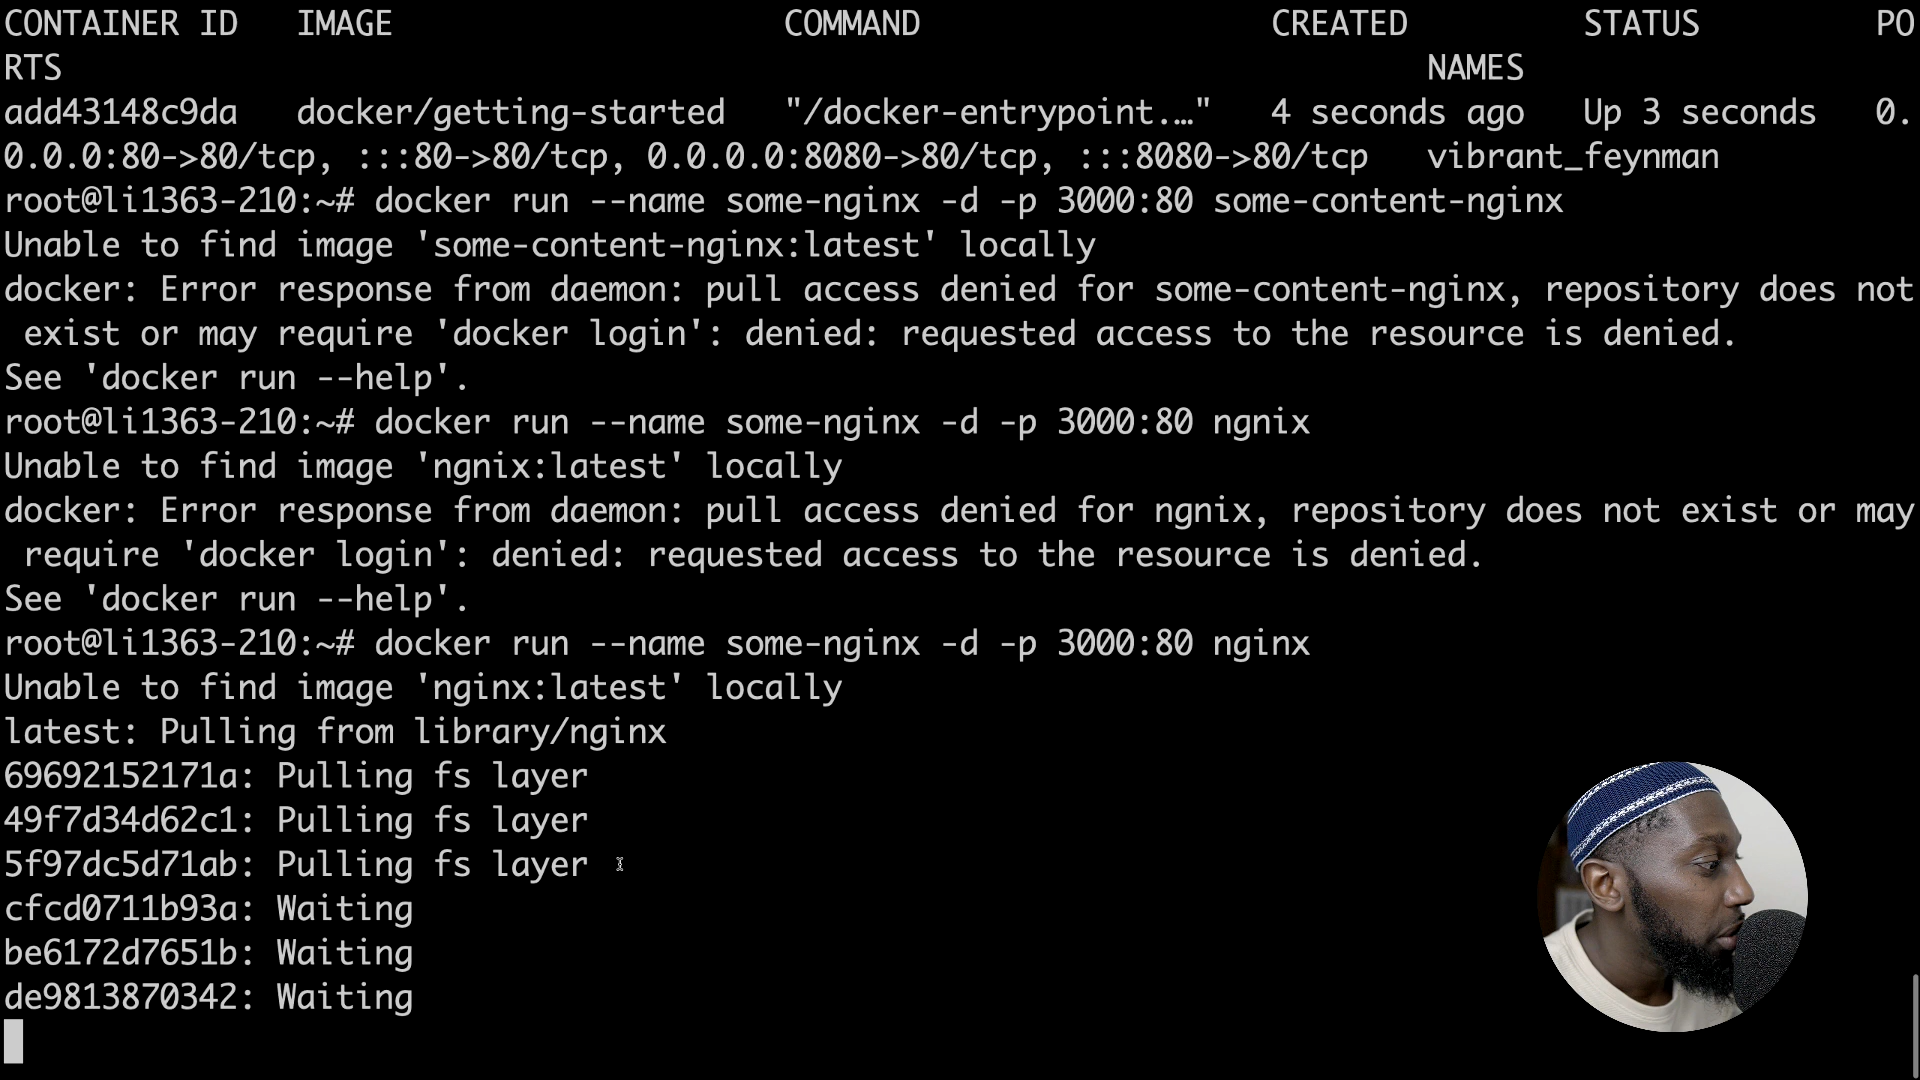 CONTAINER ID   IMAGE                    COMMAND                  CREATED         STATUS         PO
RTS                                                                      NAMES
add43148c9da   docker/getting-started   "/docker-entrypoint.…"   4 seconds ago   Up 3 seconds   0.
0.0.0:80->80/tcp, :::80->80/tcp, 0.0.0.0:8080->80/tcp, :::8080->80/tcp   vibrant_feynman
root@li1363-210:~# docker run --name some-nginx -d -p 3000:80 some-content-nginx
Unable to find image 'some-content-nginx:latest' locally
docker: Error response from daemon: pull access denied for some-content-nginx, repository does not
 exist or may require 'docker login': denied: requested access to the resource is denied.
See 'docker run --help'.
root@li1363-210:~# docker run --name some-nginx -d -p 3000:80 ngnix
Unable to find image 'ngnix:latest' locally
docker: Error response from daemon: pull access denied for ngnix, repository does not exist or may
 require 'docker login': denied: requested access to the resource is denied.
See 'docker run --help'.
root@li1363-210:~# docker run --name some-nginx -d -p 3000:80 nginx
Unable to find image 'nginx:latest' locally
latest: Pulling from library/nginx
69692152171a: Pulling fs layer
49f7d34d62c1: Pulling fs layer
5f97dc5d71ab: Pulling fs layer
cfcd0711b93a: Waiting
be6172d7651b: Waiting
de9813870342: Waiting